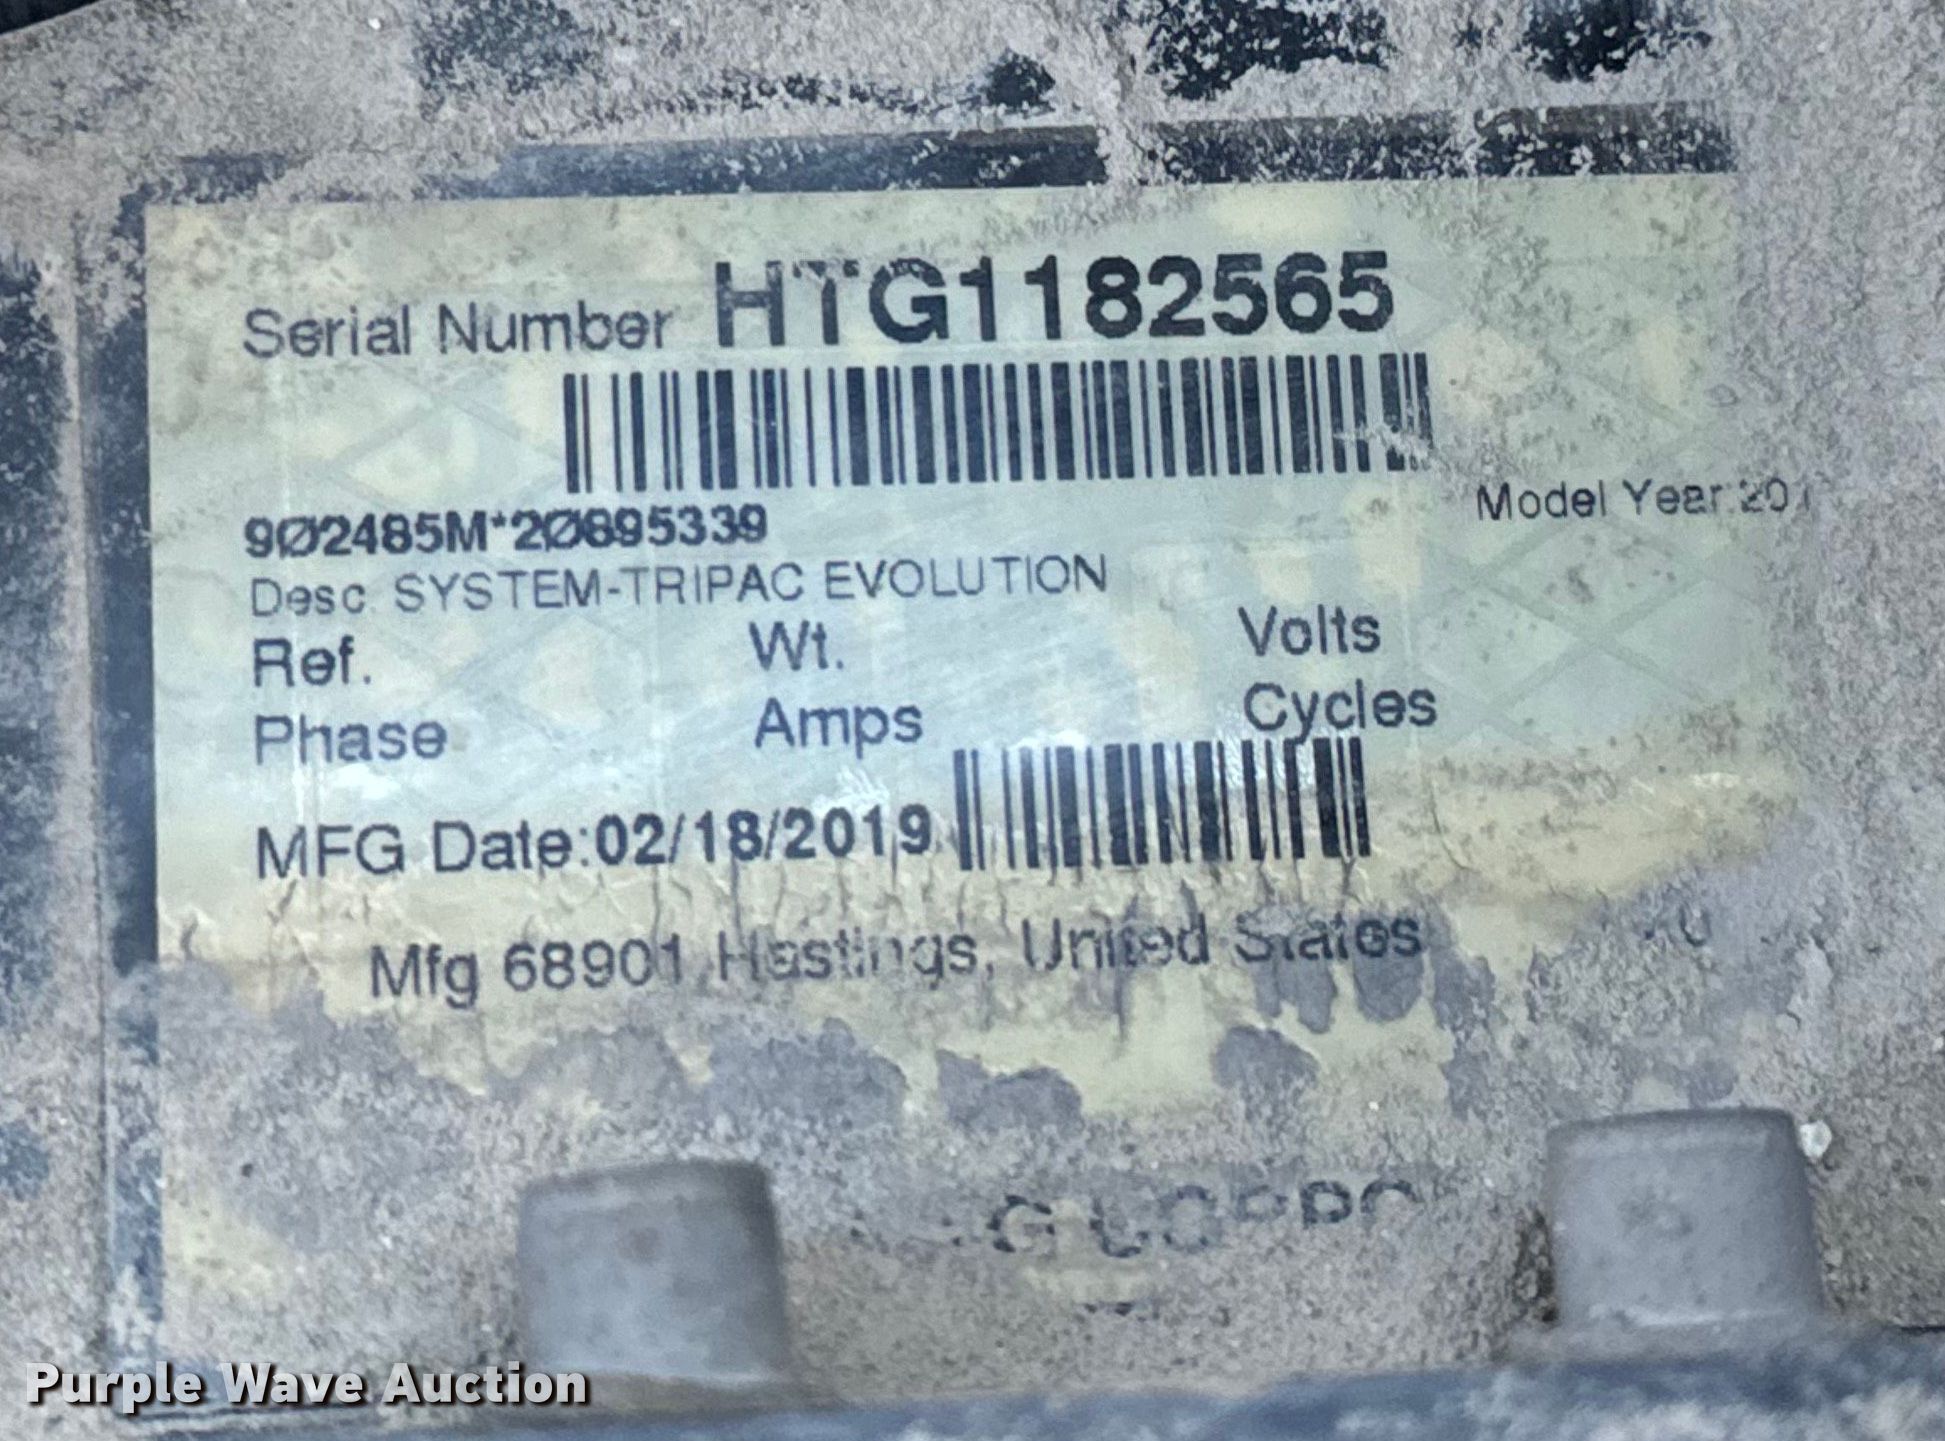 Serial Number HTG1182565
9Ø2485M*2Ø895339
Model Year 201
Desc. SYSTEM-TRIPAC EVOLUTION
Ref. Wt. Volts
Phase Amps Cycles
MFG Date:02/18/2019
Mfg 68901 Hastings, United States
Purple Wave Auction